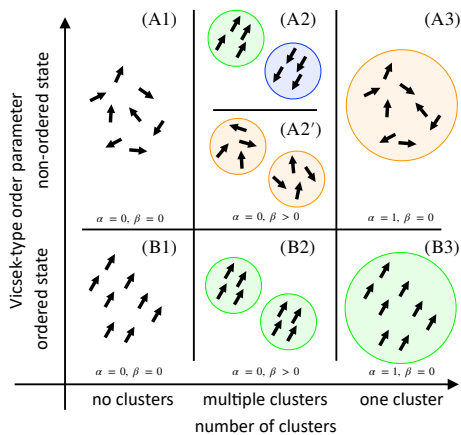 (A1)
(A2)
(A3)
(A2')
α = 0, β = 0
α = 0, β > 0
α = 1, β = 0
(B1)
(B2)
(B3)
α = 0, β = 0
α = 0, β > 0
α = 1, β = 0
Vicsek-type order parameter
non-ordered state
ordered state
no clusters
multiple clusters
one cluster
number of clusters